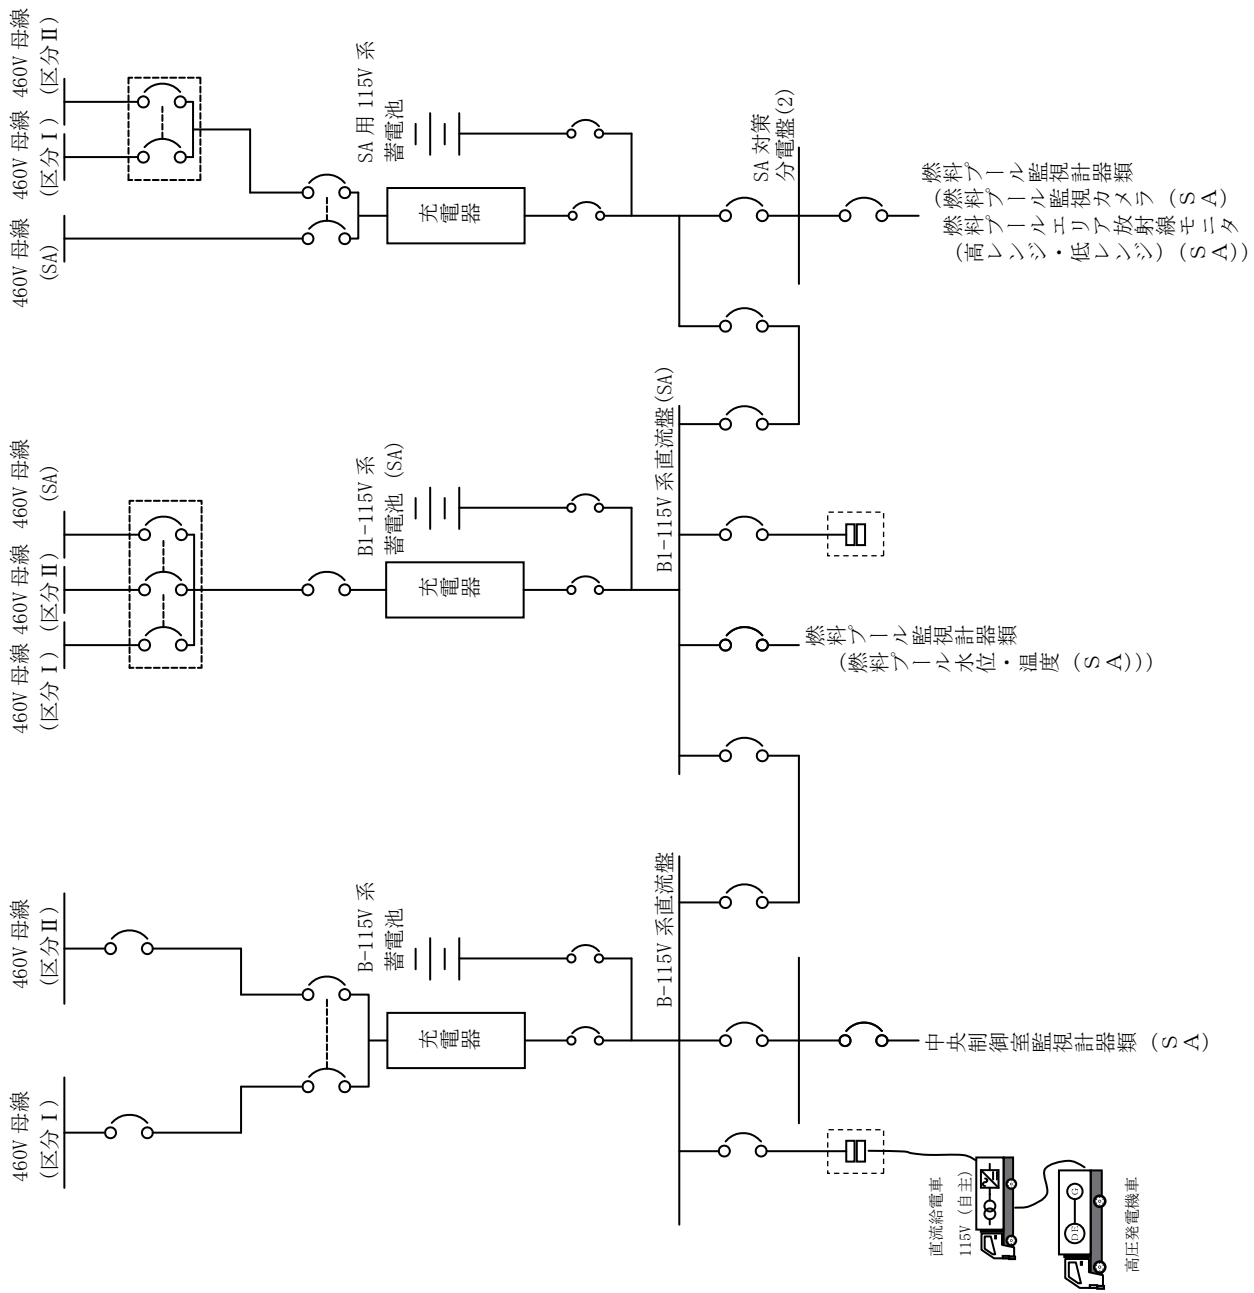 460V 母線
(区分Ⅱ)
460V 母線
(区分Ⅰ)
460V 母線
(SA)
SA 用 115V 系
蓄電池
充電器
SA 対策
分電盤(2)
燃料プール監視計器類
(燃料プール監視カメラ(SA)
燃料プールエリア放射線モニタ
(高レンジ・低レンジ)(SA))
460V 母線
(SA)
460V 母線
(区分Ⅱ)
460V 母線
(区分Ⅰ)
B1-115V 系
蓄電池 (SA)
充電器
B1-115V 系直流盤(SA)
燃料プール監視計器類
(燃料プール水位・温度(SA)))
460V 母線
(区分Ⅱ)
460V 母線
(区分Ⅰ)
B-115V 系
蓄電池
充電器
B-115V 系直流盤
中央制御室監視計器類(SA)
直流給電車
115V(自主)
DE
G
高圧発電機車